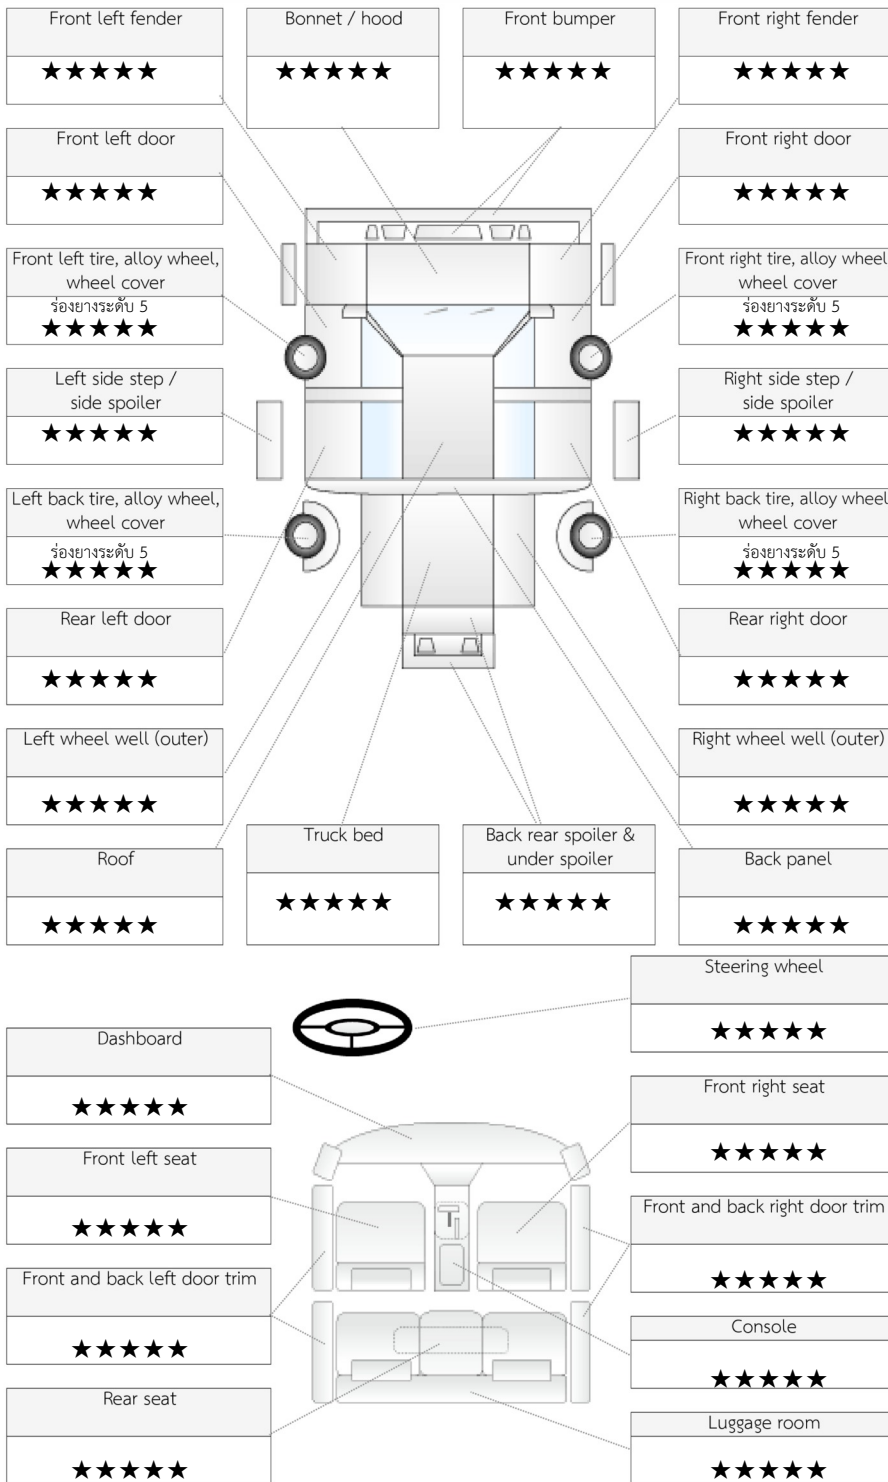 Front left fender
★★★★★
Bonnet / hood
★★★★★
Front bumper
★★★★★
Front right fender
★★★★★
Front left door
★★★★★
Front right door
★★★★★
Front left tire, alloy wheel,
wheel cover
ร่องยางระดับ 5
★★★★★
Front right tire, alloy wheel
wheel cover
ร่องยางระดับ 5
★★★★★
Left side step /
side spoiler
★★★★★
Right side step /
side spoiler
★★★★★
Left back tire, alloy wheel,
wheel cover
ร่องยางระดับ 5
★★★★★
Right back tire, alloy wheel
wheel cover
ร่องยางระดับ 5
★★★★★
Rear left door
★★★★★
Rear right door
★★★★★
Left wheel well (outer)
★★★★★
Right wheel well (outer)
★★★★★
Roof
★★★★★
Truck bed
★★★★★
Back rear spoiler &
under spoiler
★★★★★
Back panel
★★★★★
Steering wheel
★★★★★
Dashboard
★★★★★
Front right seat
★★★★★
Front left seat
★★★★★
Front and back right door trim
★★★★★
Front and back left door trim
★★★★★
Console
★★★★★
Rear seat
★★★★★
Luggage room
★★★★★